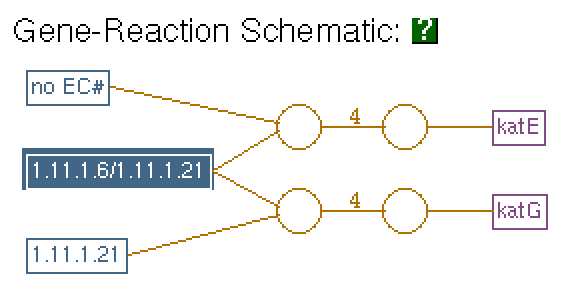 Gene-Reaction Schematic: ?
no EC#
4
katE
1.11.1.6/1.11.1.21
4
katG
1.11.1.21